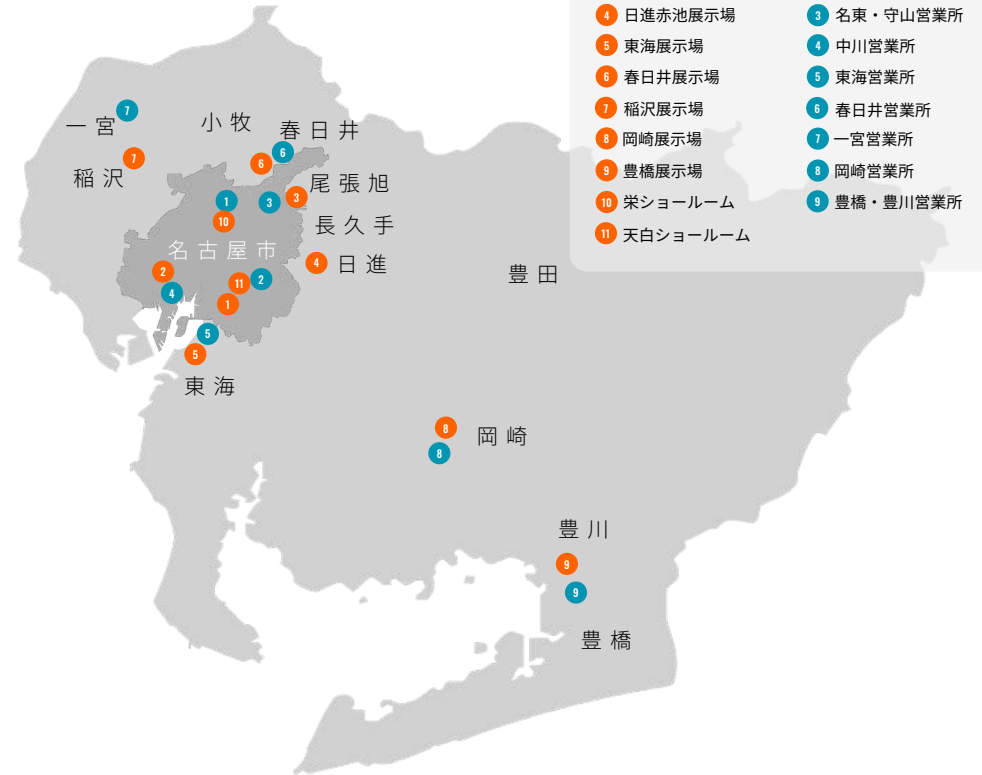 4 日進赤池展示場
5 東海展示場
6 春日井展示場
7 稲沢展示場
8 岡崎展示場
9 豊橋展示場
10 栄ショールーム
11 天白ショールーム
3 名東・守山営業所
4 中川営業所
5 東海営業所
6 春日井営業所
7 一宮営業所
8 岡崎営業所
9 豊橋・豊川営業所
7
一宮
小牧
春日井
6
6
7
稲沢
尾張旭
3
1
3
10
長久手
名古屋市
4
日進
2
11
2
豊田
4
1
5
5
東海
8
岡崎
8
豊川
9
9
豊橋